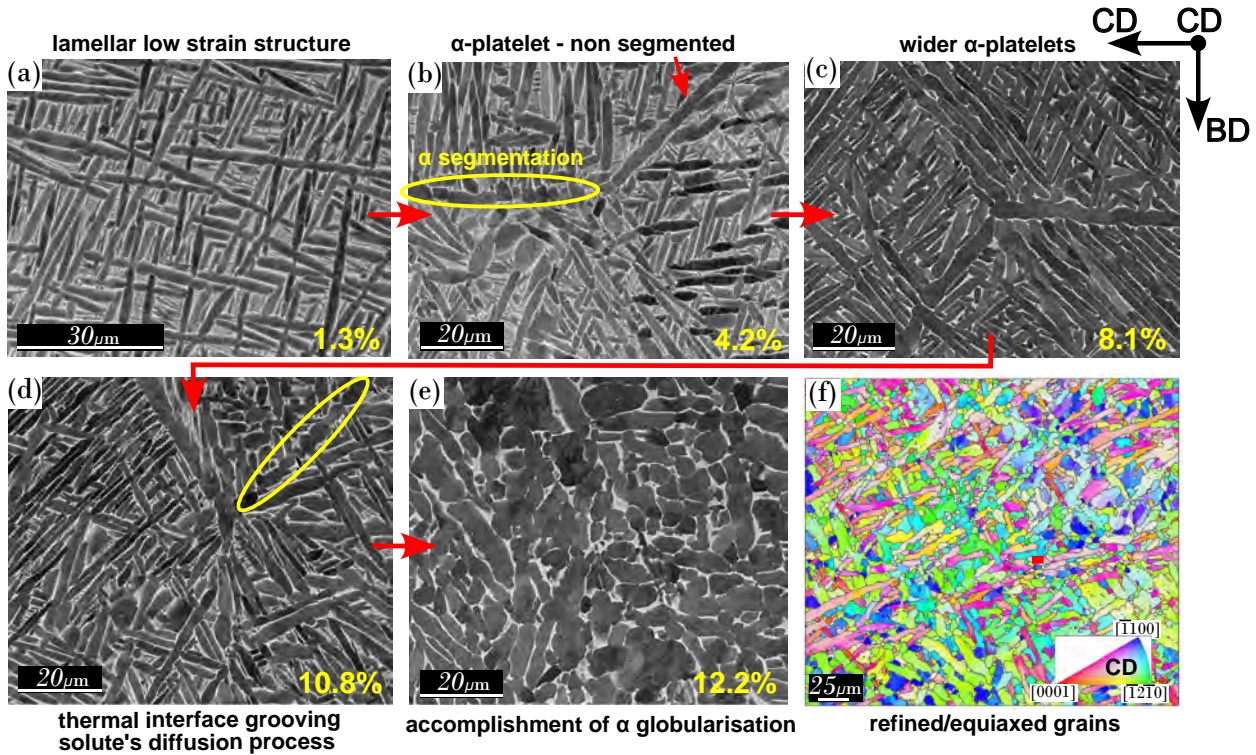 lamellar low strain structure
α-platelet - non segmented
wider α-platelets
CD CD
BD
(a)
30μm
1.3%
(b)
α segmentation
20μm
4.2%
(c)
20μm
8.1%
(d)
20μm
10.8%
(e)
20μm
12.2%
(f)
25μm
[1̅100]
CD
[0001]
[1̅21̅0]
thermal interface grooving
solute's diffusion process
accomplishment of α globularisation
refined/equiaxed grains